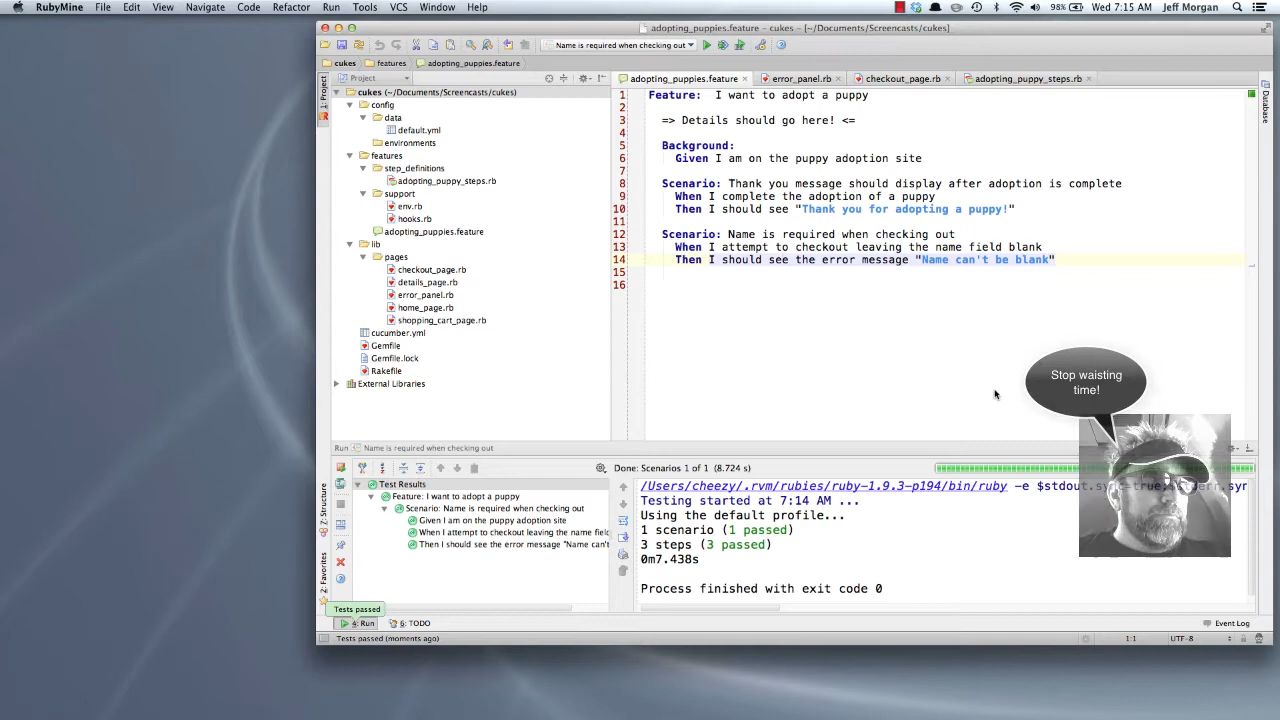 RubyMine File Edit View Navigate Code Refactor Run Tools VCS Window Help 98% Wed 7:15 AM Jeff Morgan
adopting_puppies.feature – cukes – [~/Documents/Screencasts/cukes]
Name is required when checking out
cukes features adopting_puppies.feature
1: Project
Project
adopting_puppies.feature error_panel.rb checkout_page.rb adopting_puppy_steps.rb
Database
cukes (~/Documents/Screencasts/cukes)
config
data
default.yml
environments
features
step_definitions
adopting_puppy_steps.rb
support
env.rb
hooks.rb
adopting_puppies.feature
lib
pages
checkout_page.rb
details_page.rb
error_panel.rb
home_page.rb
shopping_cart_page.rb
cucumber.yml
Gemfile
Gemfile.lock
Rakefile
External Libraries
1 Feature:  I want to adopt a puppy
2
3 => Details should go here! <=
4
5 Background:
6 Given I am on the puppy adoption site
7
8 Scenario: Thank you message should display after adoption is complete
9 When I complete the adoption of a puppy
10 Then I should see "Thank you for adopting a puppy!"
11
12 Scenario: Name is required when checking out
13 When I attempt to checkout leaving the name field blank
14 Then I should see the error message "Name can't be blank"
15
16
Stop waisting
time!
Run Name is required when checking out
Done: Scenarios 1 of 1 (8.724 s)
Test Results
Feature: I want to adopt a puppy
Scenario: Name is required when checking out
Given I am on the puppy adoption site
When I attempt to checkout leaving the name field
Then I should see the error message "Name can't
/Users/cheezy/.rvm/rubies/ruby-1.9.3-p194/bin/ruby -e $stdout.sync=true;
Testing started at 7:14 AM ...
Using the default profile...
1 scenario (1 passed)
3 steps (3 passed)
0m7.438s
Process finished with exit code 0
Z: Structure
2: Favorites
Tests passed
4: Run 6: TODO Event Log
Tests passed (moments ago) 1:1 UTF-8